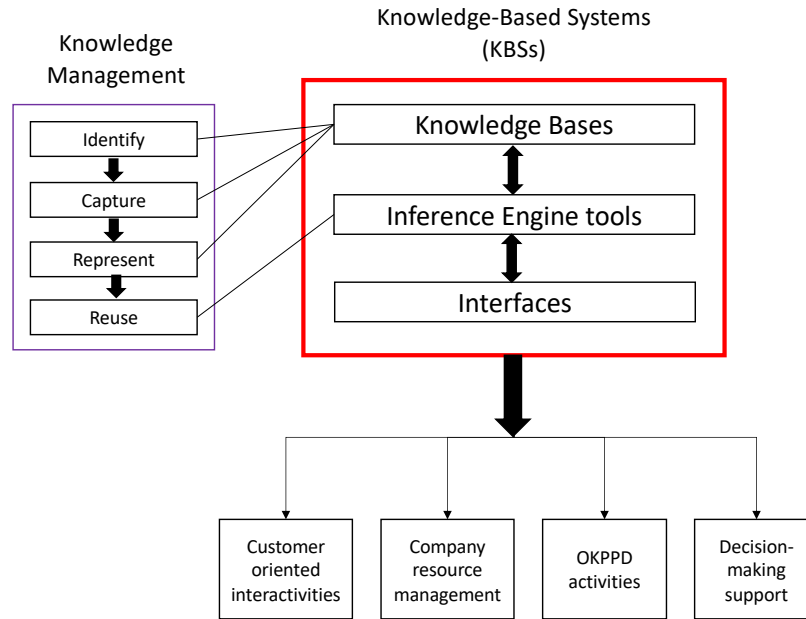 Knowledge
Management
Identify
Capture
Represent
Reuse
Knowledge-Based Systems
(KBSs)
Knowledge Bases
Inference Engine tools
Interfaces
Customer
oriented
interactivities
Company
resource
management
OKPPD
activities
Decision-
making
support